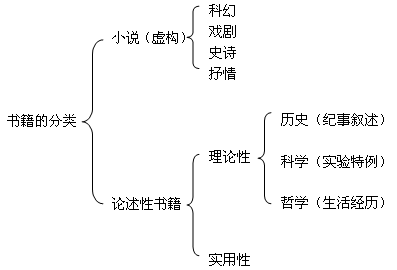 书籍的分类
小说（虚构）
科幻
戏剧
史诗
抒情
论述性书籍
理论性
历史（纪事叙述）
科学（实验特例）
哲学（生活经历）
实用性